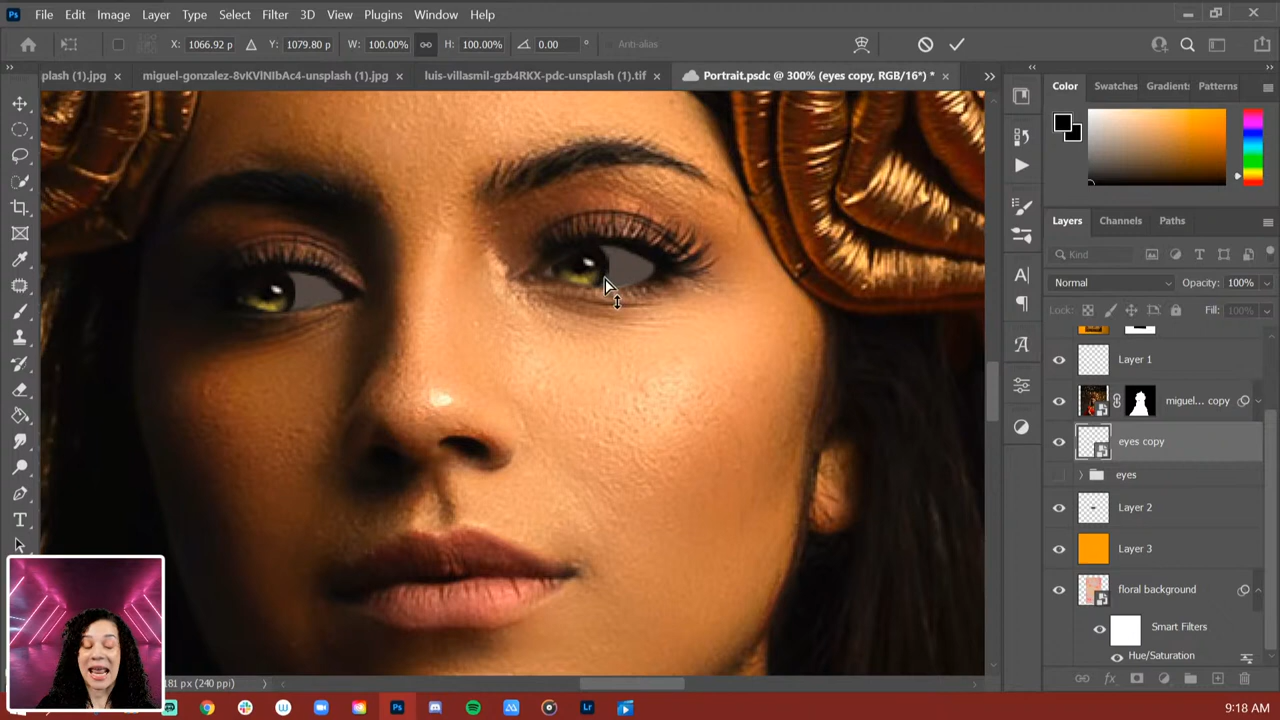 Ps File Edit Image Layer Type Select Filter 3D View Plugins Window Help
X: 1066.92 p Y: 1079.80 p W: 100.00% H: 100.00% 0.00 ° Anti-alias
plash (1).jpg × miguel-gonzalez-8vKVlNIbAc4-unsplash (1).jpg × luis-villasmil-gzb4RKX-pdc-unsplash (1).tif × Portrait.psdc @ 300% (eyes copy, RGB/16*) * ×
Color Swatches Gradient: Patterns
Layers Channels Paths
Kind
Normal Opacity: 100%
Lock: Fill: 100%
Layer 1
miguel... copy
eyes copy
eyes
Layer 2
Layer 3
floral background
Smart Filters
Hue/Saturation
181 px (240 ppi)
9:18 AM